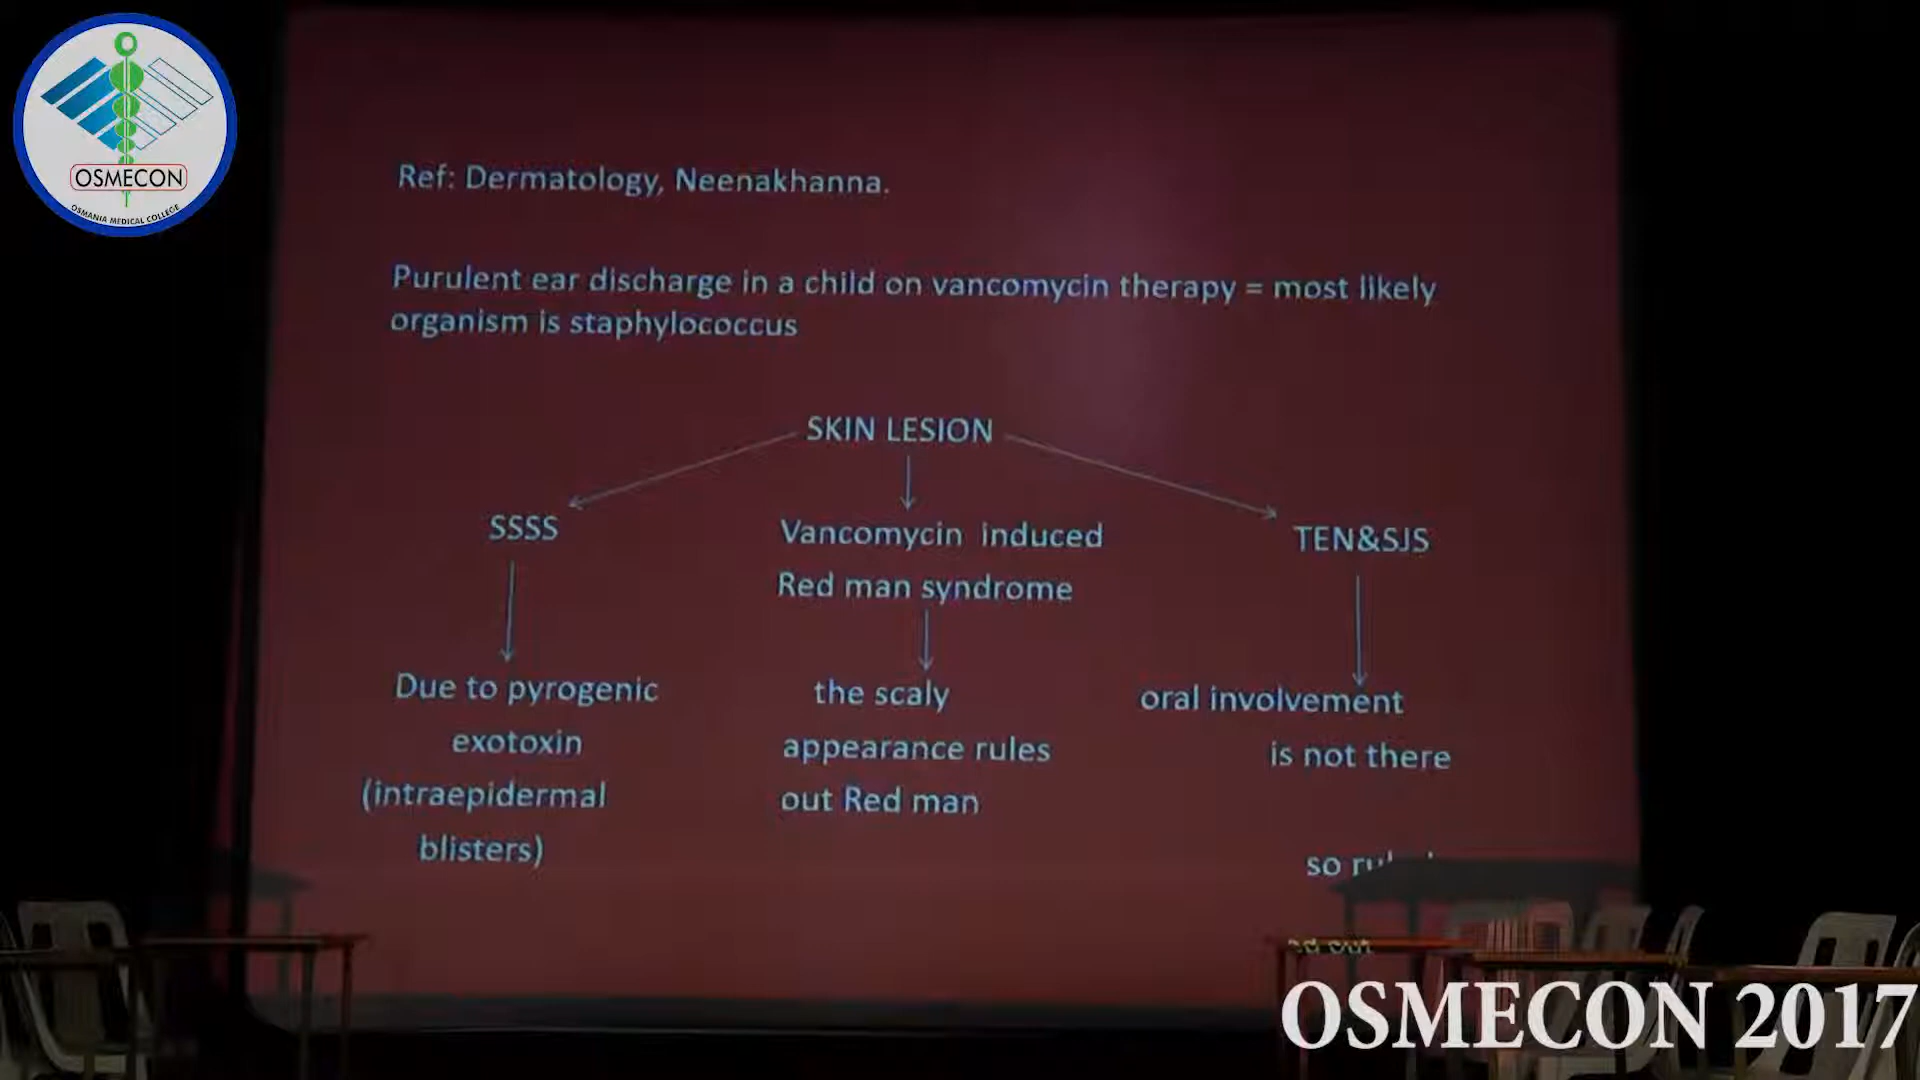 OSMECON
OSMANIA MEDICAL COLLEGE
Ref: Dermatology, Neenakhanna.
Purulent ear discharge in a child on vancomycin therapy = most likely
organism is staphylococcus
SKIN LESION
SSSS
Vancomycin induced
Red man syndrome
TEN&SJS
Due to pyrogenic
exotoxin
(intraepidermal
blisters)
the scaly
appearance rules
out Red man
oral involvement
is not there
so
out
OSMECON 2017